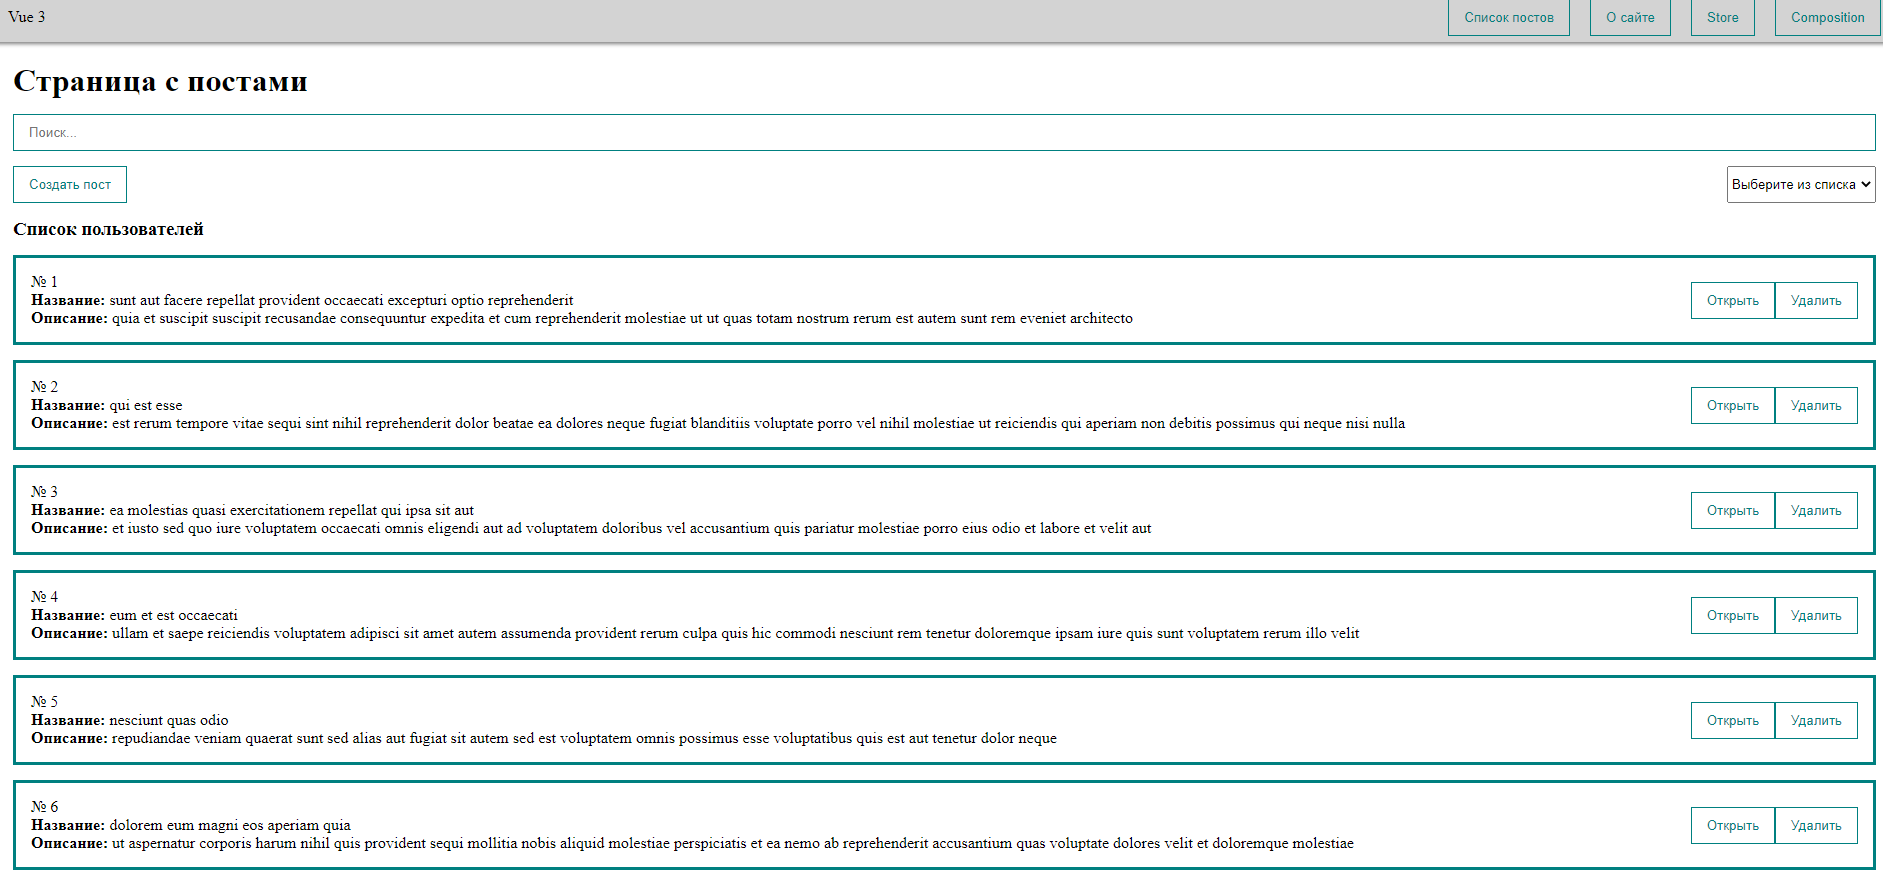 Vue 3
Список постов
О сайте
Store
Composition
Страница с постами
Поиск...
Создать пост
Выберите из списка
Список пользователей
№ 1
Название: sunt aut facere repellat provident occaecati excepturi optio reprehenderit
Описание: quia et suscipit suscipit recusandae consequuntur expedita et cum reprehenderit molestiae ut ut quas totam nostrum rerum est autem sunt rem eveniet architecto
Открыть
Удалить
№ 2
Название: qui est esse
Описание: est rerum tempore vitae sequi sint nihil reprehenderit dolor beatae ea dolores neque fugiat blanditiis voluptate porro vel nihil molestiae ut reiciendis qui aperiam non debitis possimus qui neque nisi nulla
Открыть
Удалить
№ 3
Название: ea molestias quasi exercitationem repellat qui ipsa sit aut
Описание: et iusto sed quo iure voluptatem occaecati omnis eligendi aut ad voluptatem doloribus vel accusantium quis pariatur molestiae porro eius odio et labore et velit aut
Открыть
Удалить
№ 4
Название: eum et est occaecati
Описание: ullam et saepe reiciendis voluptatem adipisci sit amet autem assumenda provident rerum culpa quis hic commodi nesciunt rem tenetur doloremque ipsam iure quis sunt voluptatem rerum illo velit
Открыть
Удалить
№ 5
Название: nesciunt quas odio
Описание: repudiandae veniam quaerat sunt sed alias aut fugiat sit autem sed est voluptatem omnis possimus esse voluptatibus quis est aut tenetur dolor neque
Открыть
Удалить
№ 6
Название: dolorem eum magni eos aperiam quia
Описание: ut aspernatur corporis harum nihil quis provident sequi mollitia nobis aliquid molestiae perspiciatis et ea nemo ab reprehenderit accusantium quas voluptate dolores velit et doloremque molestiae
Открыть
Удалить